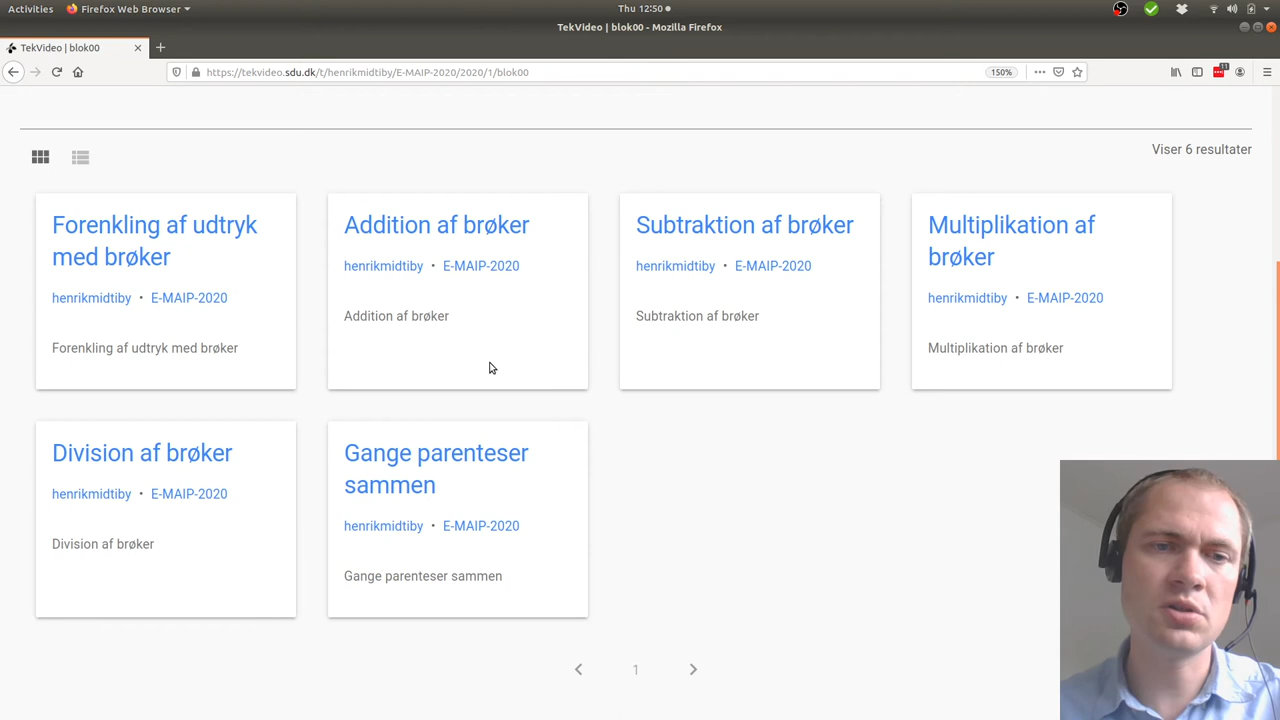 Activities Firefox Web Browser Thu 12:50
TekVideo | blok00 - Mozilla Firefox
TekVideo | blok00
https://tekvideo.sdu.dk/t/henrikmidtiby/E-MAIP-2020/2020/1/blok00 150% 11
Viser 6 resultater
Forenkling af udtryk
med brøker
henrikmidtiby • E-MAIP-2020
Forenkling af udtryk med brøker
Addition af brøker
henrikmidtiby • E-MAIP-2020
Addition af brøker
Subtraktion af brøker
henrikmidtiby • E-MAIP-2020
Subtraktion af brøker
Multiplikation af
brøker
henrikmidtiby • E-MAIP-2020
Multiplikation af brøker
Division af brøker
henrikmidtiby • E-MAIP-2020
Division af brøker
Gange parenteser
sammen
henrikmidtiby • E-MAIP-2020
Gange parenteser sammen
1